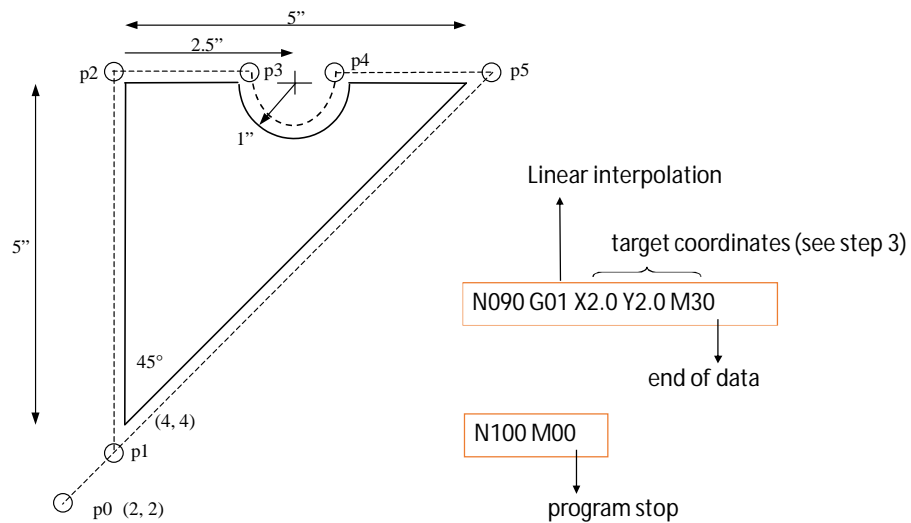 5”
2.5”
p2
p3
p4
p5
1”
5”
45°
(4, 4)
p1
p0 (2, 2)
Linear interpolation
target coordinates (see step 3)
N090 G01 X2.0 Y2.0 M30
end of data
N100 M00
program stop